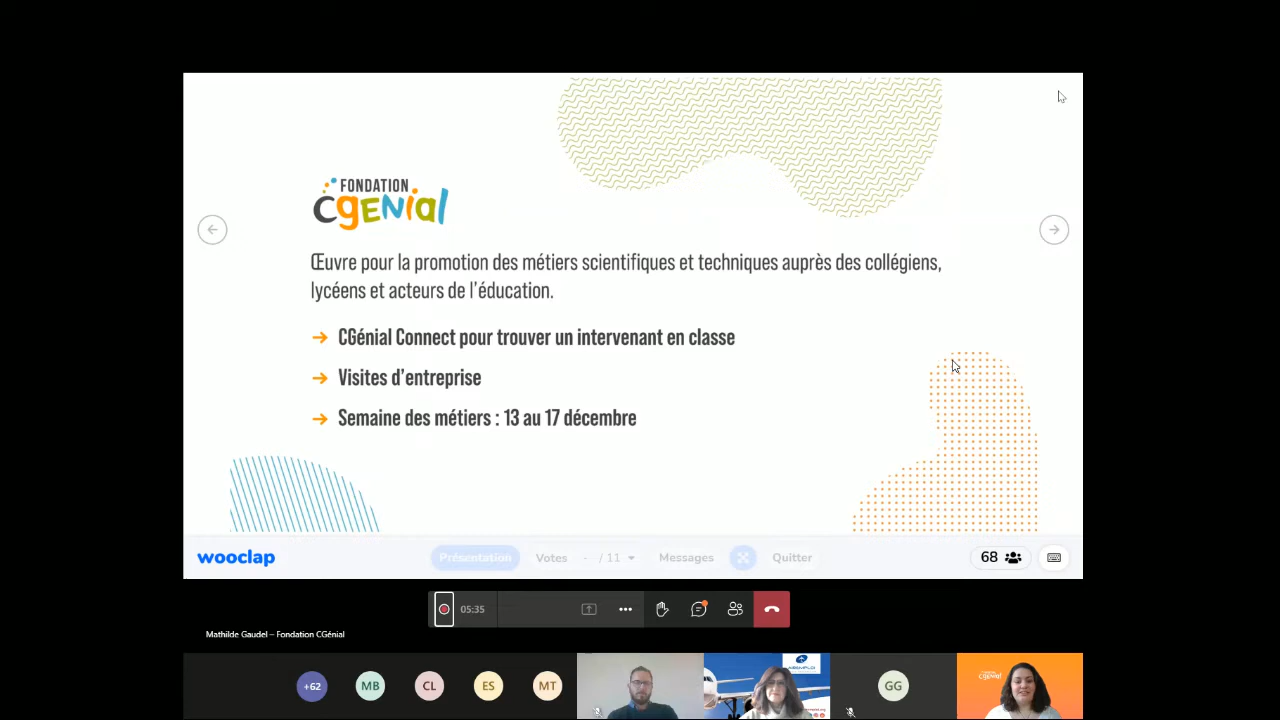 FONDATION
CGENIAL
Œuvre pour la promotion des métiers scientifiques et techniques auprès des collégiens,
lycéens et acteurs de l'éducation.
→ CGénial Connect pour trouver un intervenant en classe
→ Visites d'entreprise
→ Semaine des métiers : 13 au 17 décembre
wooclap
Présentation
Votes - / 11
Messages
Quitter
68
05:35
Mathilde Gaudel – Fondation CGénial
+62
MB
CL
ES
MT
GG